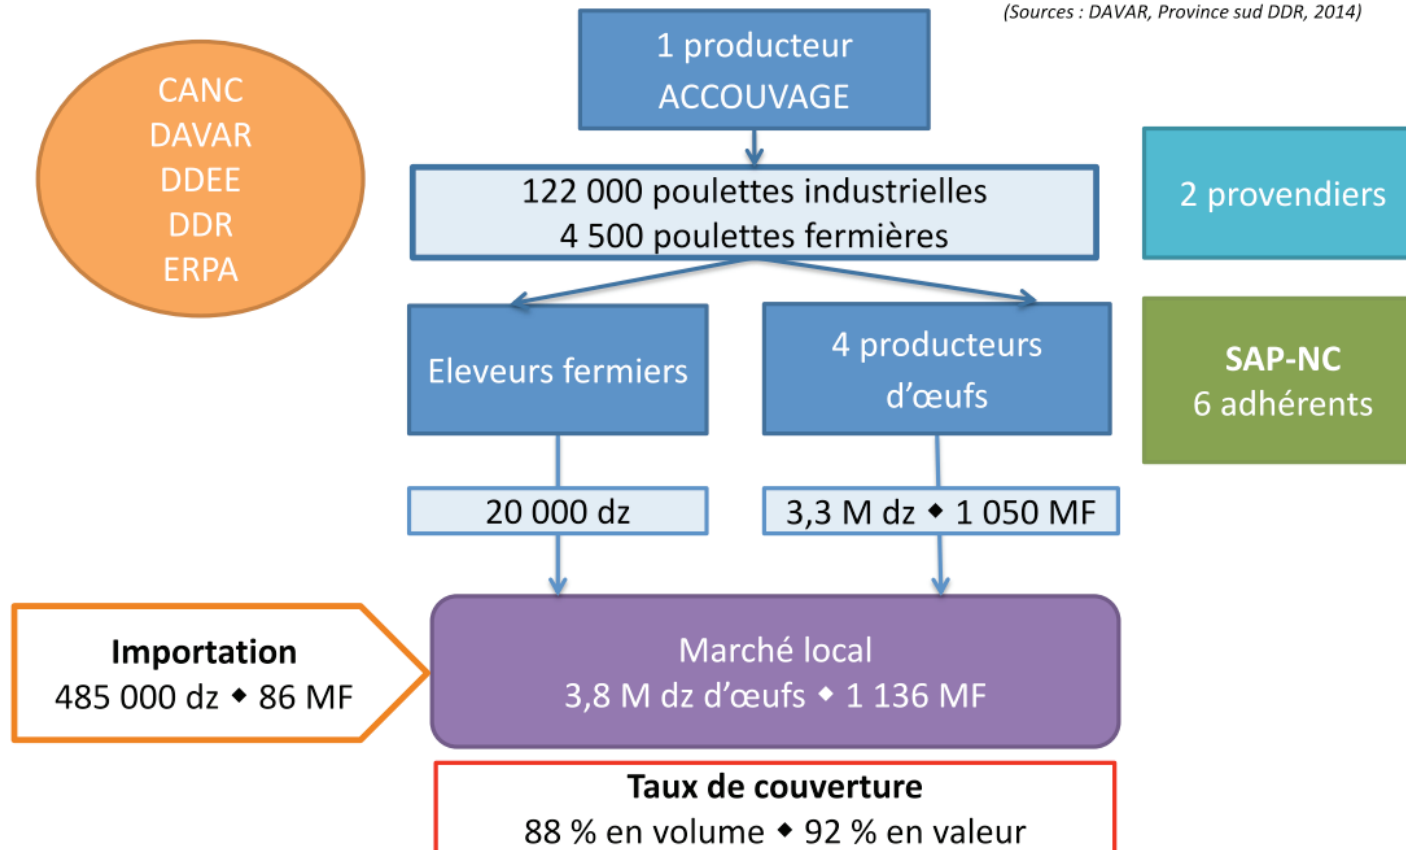 (Sources : DAVAR, Province sud DDR, 2014)
1 producteur
ACCOUVAGE
CANC
DAVAR
DDEE
DDR
ERPA
122 000 poulettes industrielles
4 500 poulettes fermières
2 provendiers
Eleveurs fermiers
4 producteurs
d'œufs
SAP-NC
6 adhérents
20 000 dz
3,3 M dz ◆ 1 050 MF
Importation
485 000 dz ◆ 86 MF
Marché local
3,8 M dz d'œufs ◆ 1 136 MF
Taux de couverture
88 % en volume ◆ 92 % en valeur